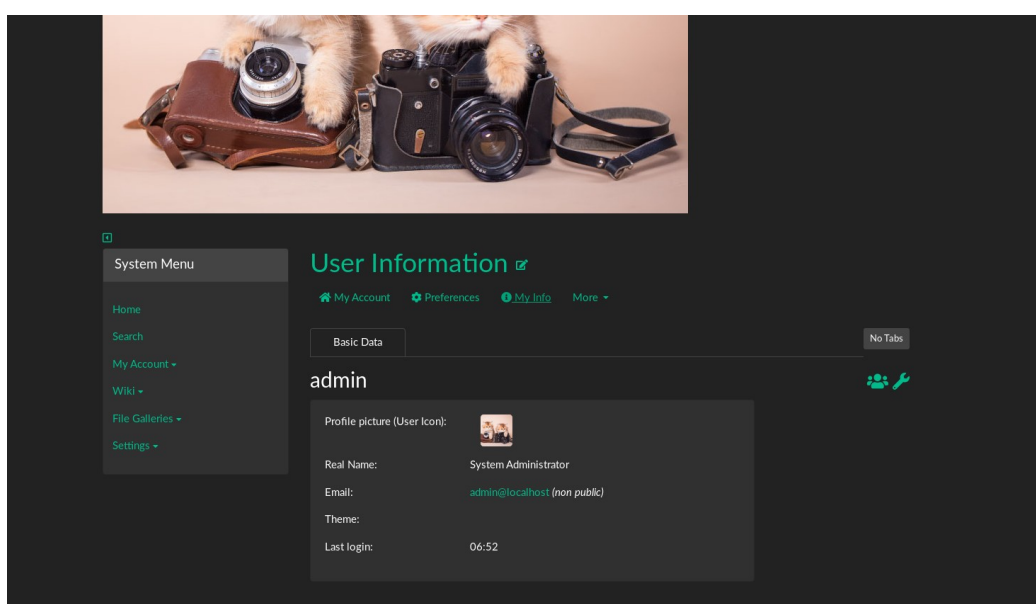 System Menu
Home
Search
My Account
Wiki
File Galleries
Settings
User Information
My Account Preferences My Info More
Basic Data
No Tabs
admin
Profile picture (User Icon):
Real Name: System Administrator
Email: admin@localhost (non public)
Theme:
Last login: 06:52